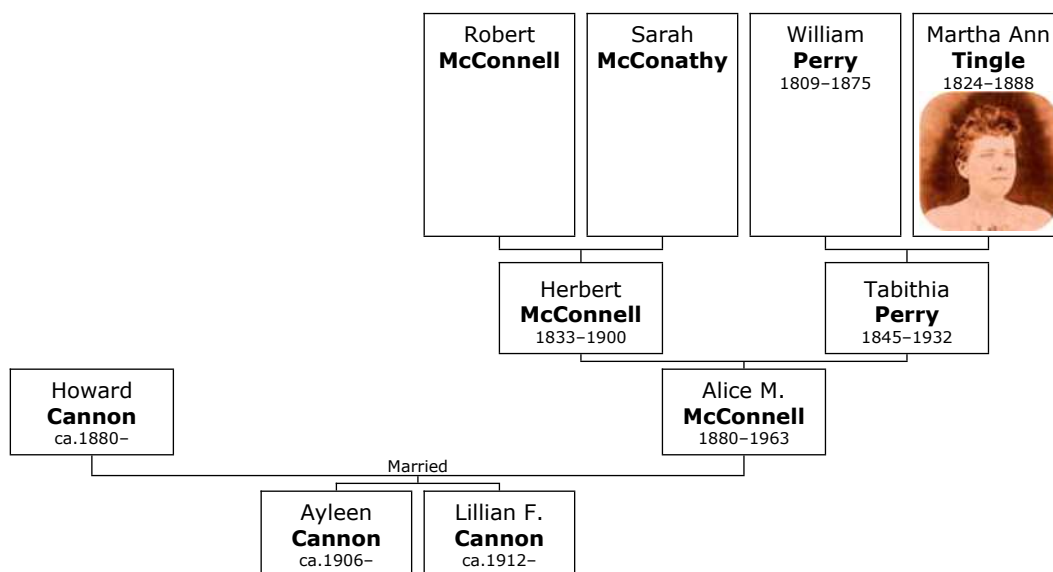 Robert
McConnell
Sarah
McConathy
William
Perry
1809–1875
Martha Ann
Tingle
1824–1888
Herbert
McConnell
1833–1900
Tabithia
Perry
1845–1932
Howard
Cannon
ca.1880–
Alice M.
McConnell
1880–1963
Married
Ayleen
Cannon
ca.1906–
Lillian F.
Cannon
ca.1912–